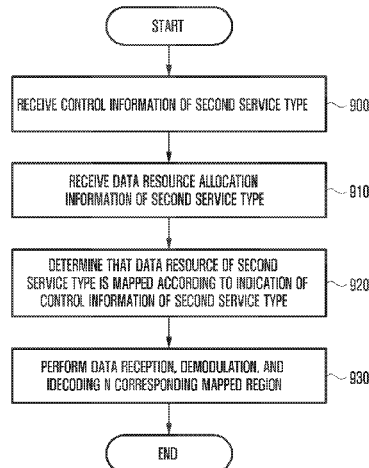 START
RECEIVE CONTROL INFORMATION OF SECOND SERVICE TYPE
900
RECEIVE DATA RESOURCE ALLOCATION
INFORMATION OF SECOND SERVICE TYPE
910
DETERMINE THAT DATA RESOURCE OF SECOND
SERVICE TYPE IS MAPPED ACCORDING TO INDICATION OF
CONTROL INFORMATION OF SECOND SERVICE TYPE
920
PERFORM DATA RECEPTION, DEMODULATION, AND
IDECODING N CORRESPONDING MAPPED REGION
930
END